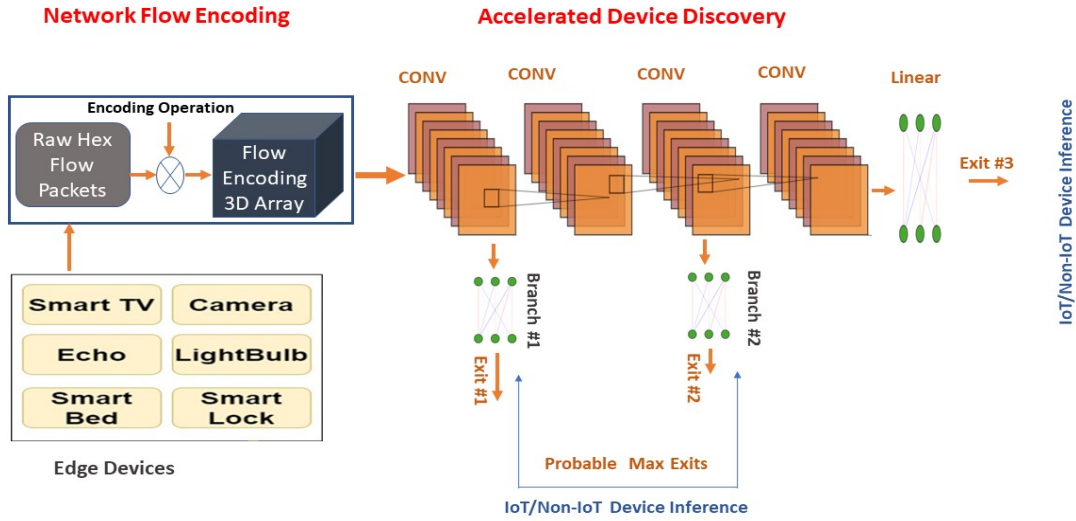 Network Flow Encoding
Accelerated Device Discovery
CONV
CONV
CONV
CONV
Linear
Encoding Operation
Raw Hex
Flow
Packets
Flow
Encoding
3D Array
Exit #3
IoT/Non-IoT Device Inference
Smart TV
Camera
Echo
LightBulb
Smart
Bed
Smart
Lock
Edge Devices
Branch #1
Exit #1
Branch #2
Exit #2
Probable Max Exits
IoT/Non-IoT Device Inference